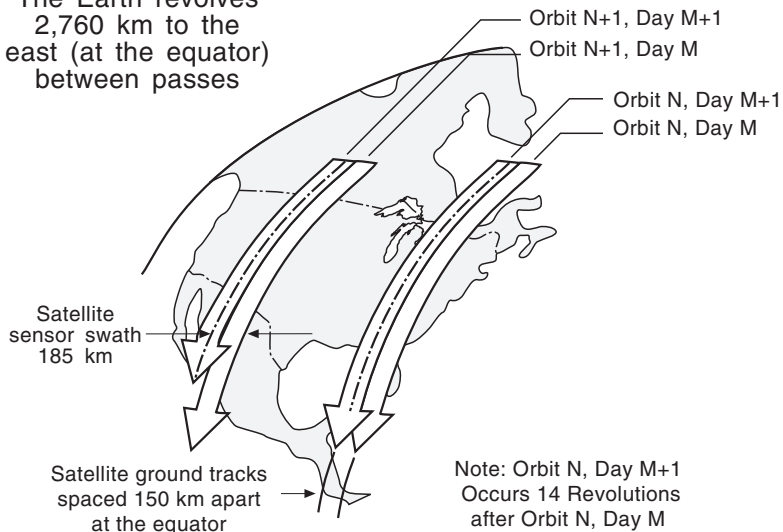 The Earth revolves
2,760 km to the
east (at the equator)
between passes
Orbit N+1, Day M+1
Orbit N+1, Day M
Orbit N, Day M+1
Orbit N, Day M
Satellite
sensor swath
185 km
Satellite ground tracks
spaced 150 km apart
at the equator
Note: Orbit N, Day M+1
Occurs 14 Revolutions
after Orbit N, Day M